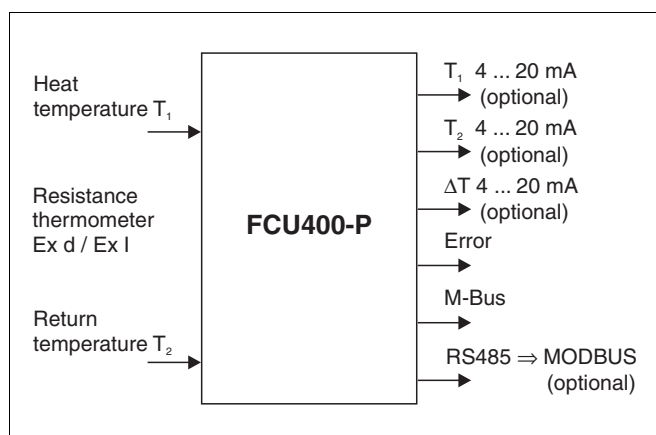 Heat
temperature T₁
Resistance
thermometer
Ex d / Ex I
Return
temperature T₂
FCU400-P
T₁ 4 ... 20 mA
(optional)
T₂ 4 ... 20 mA
(optional)
ΔT 4 ... 20 mA
(optional)
Error
M-Bus
RS485 ⇒ MODBUS
(optional)